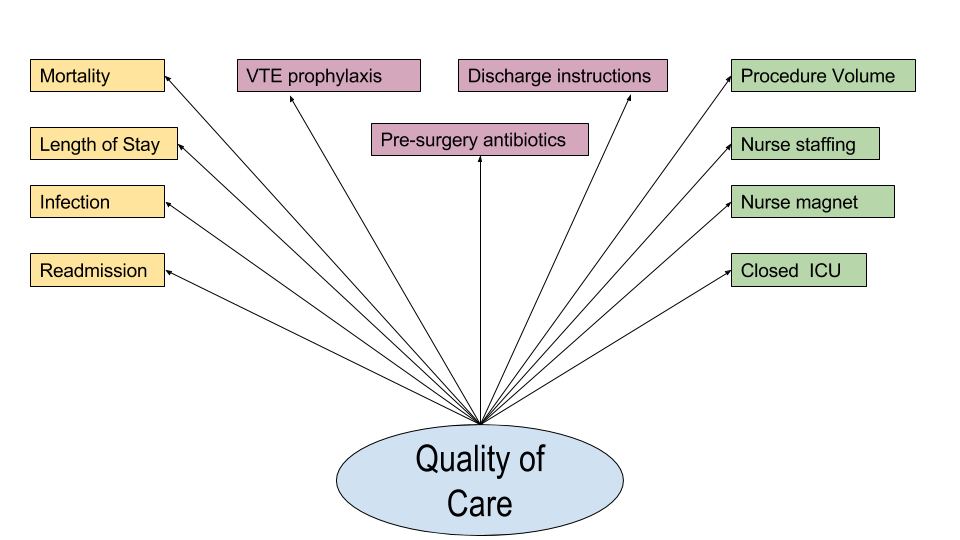 Mortality
VTE prophylaxis
Discharge instructions
Procedure Volume
Pre-surgery antibiotics
Length of Stay
Nurse staffing
Infection
Nurse magnet
Readmission
Closed  ICU
Quality of
Care